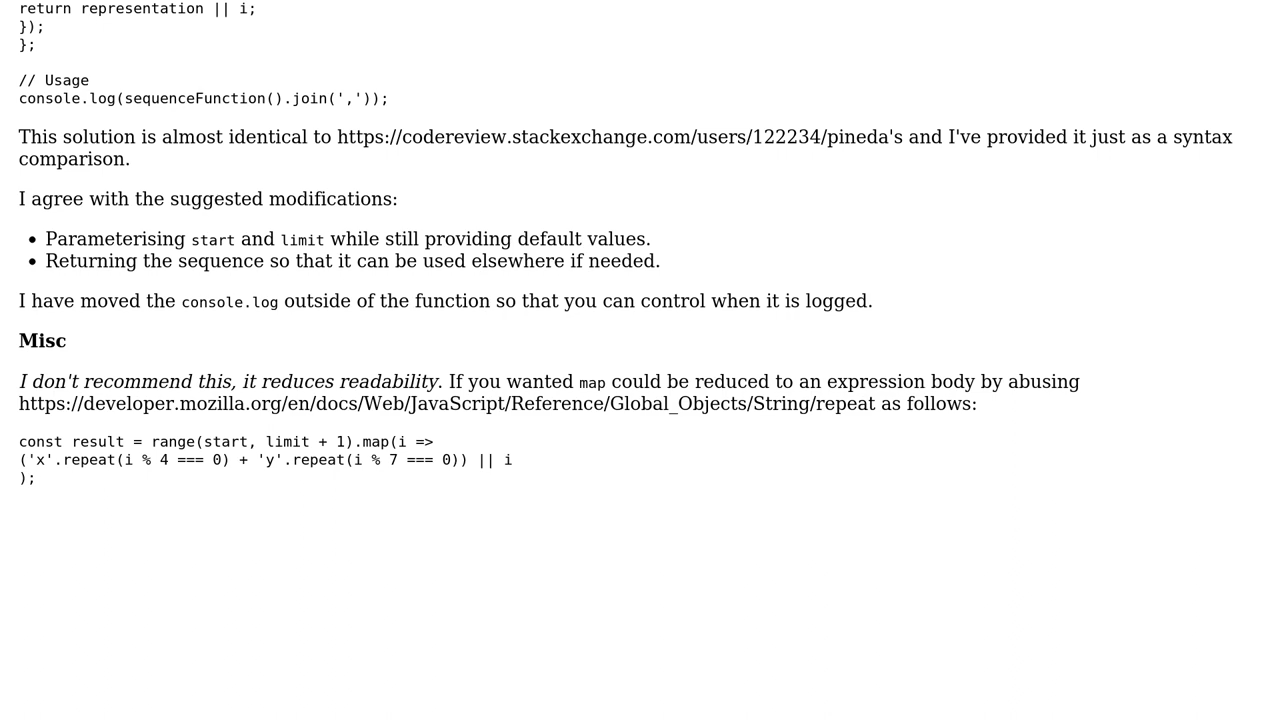 return representation || i;
});
};
// Usage
console.log(sequenceFunction().join(','));
This solution is almost identical to https://codereview.stackexchange.com/users/122234/pineda's and I've provided it just as a syntax
comparison.
I agree with the suggested modifications:
• Parameterising start and limit while still providing default values.
• Returning the sequence so that it can be used elsewhere if needed.
I have moved the console.log outside of the function so that you can control when it is logged.
Misc
I don't recommend this, it reduces readability. If you wanted map could be reduced to an expression body by abusing
https://developer.mozilla.org/en/docs/Web/JavaScript/Reference/Global_Objects/String/repeat as follows:
const result = range(start, limit + 1).map(i =>
('x'.repeat(i % 4 === 0) + 'y'.repeat(i % 7 === 0)) || i
);